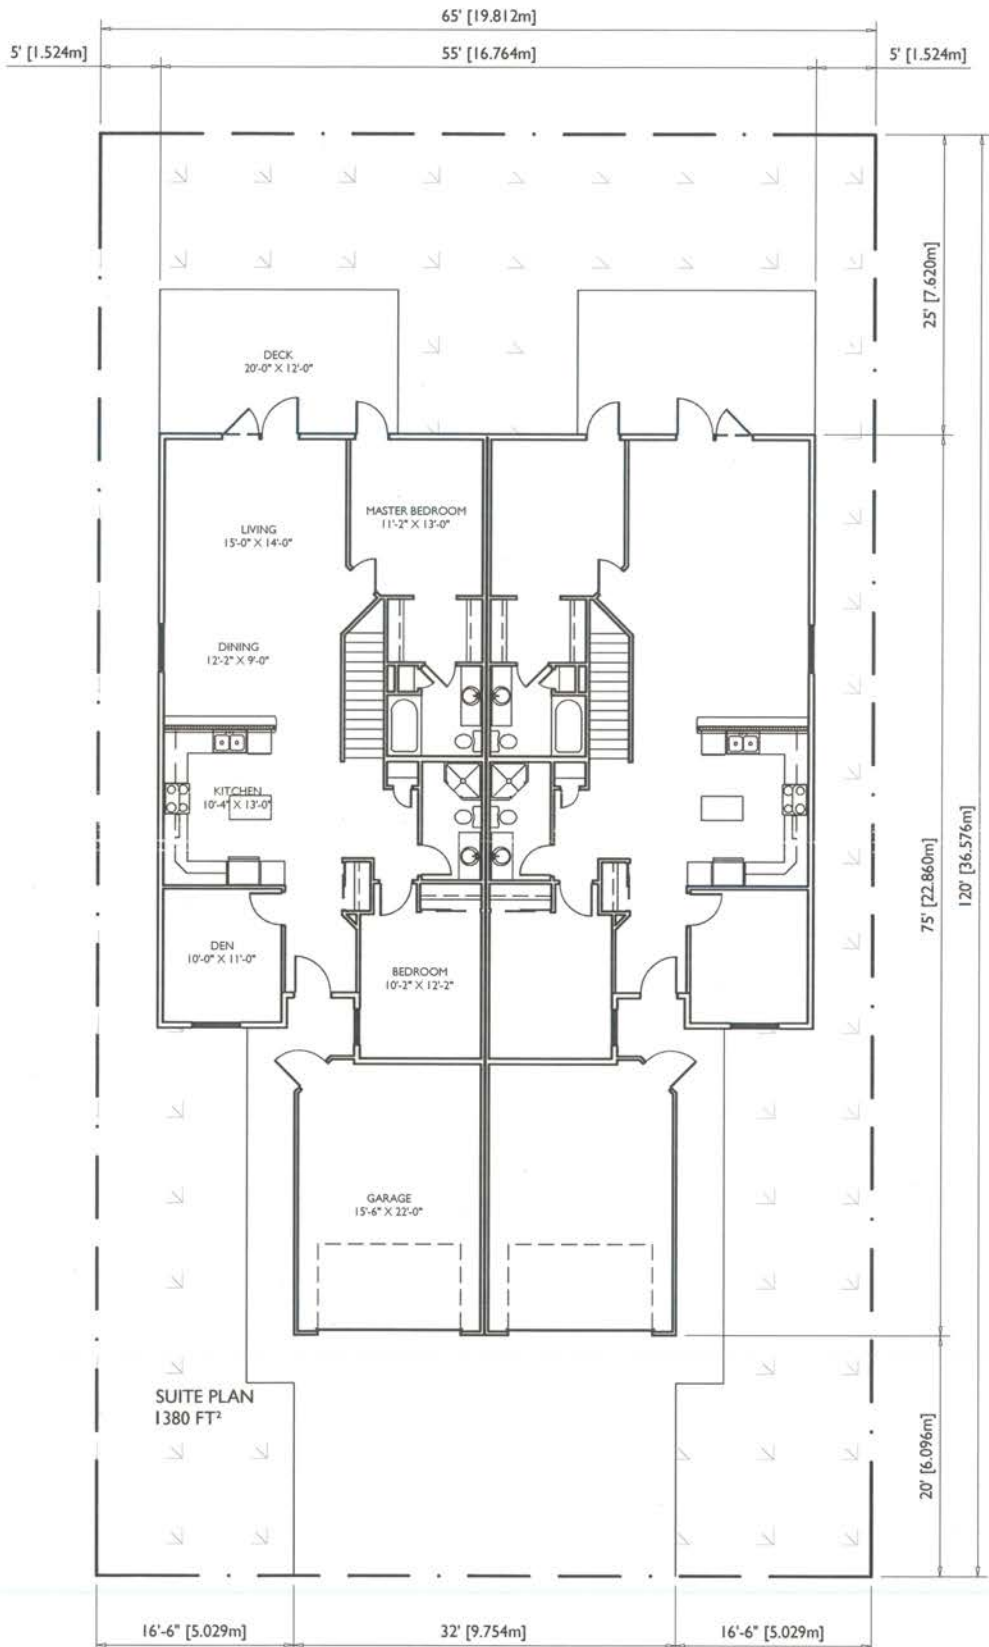 65' [19.812m]
5' [1.524m]
55' [16.764m]
5' [1.524m]
25' [7.620m]
DECK
20'-0" X 12'-0"
MASTER BEDROOM
11'-2" X 13'-0"
LIVING
15'-0" X 14'-0"
DINING
12'-2" X 9'-0"
KITCHEN
10'-4" X 13'-0"
75' [22.860m]
120' [36.576m]
DEN
10'-0" X 11'-0"
BEDROOM
10'-2" X 12'-2"
GARAGE
15'-6" X 22'-0"
SUITE PLAN
1380 FT²
20' [6.096m]
16'-6" [5.029m]
32' [9.754m]
16'-6" [5.029m]